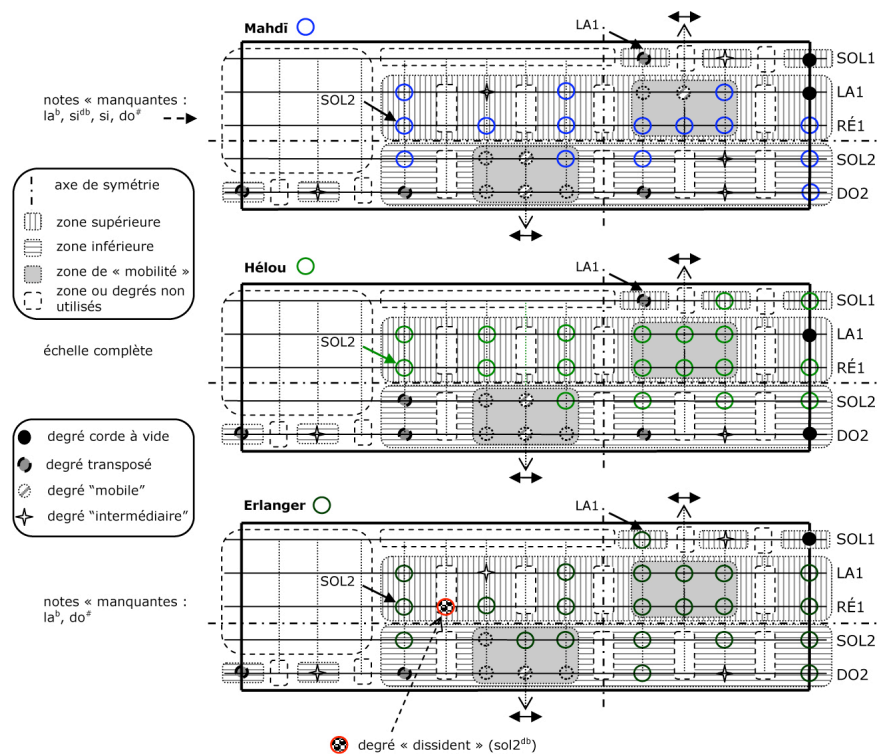 Mahdī
LA1
SOL1
notes « manquantes :
la♭, si^d♭, si, do^#
SOL2
LA1
RÉ1
SOL2
DO2
axe de symétrie
zone supérieure
zone inférieure
zone de « mobilité »
zone ou degrés non
utilisés
Hélou
LA1
SOL1
SOL2
LA1
RÉ1
SOL2
DO2
échelle complète
degré corde à vide
degré transposé
degré "mobile"
degré "intermédiaire"
Erlanger
LA1
SOL1
SOL2
LA1
RÉ1
SOL2
DO2
notes « manquantes :
la^b, do^#
degré « dissident » (sol2^db)